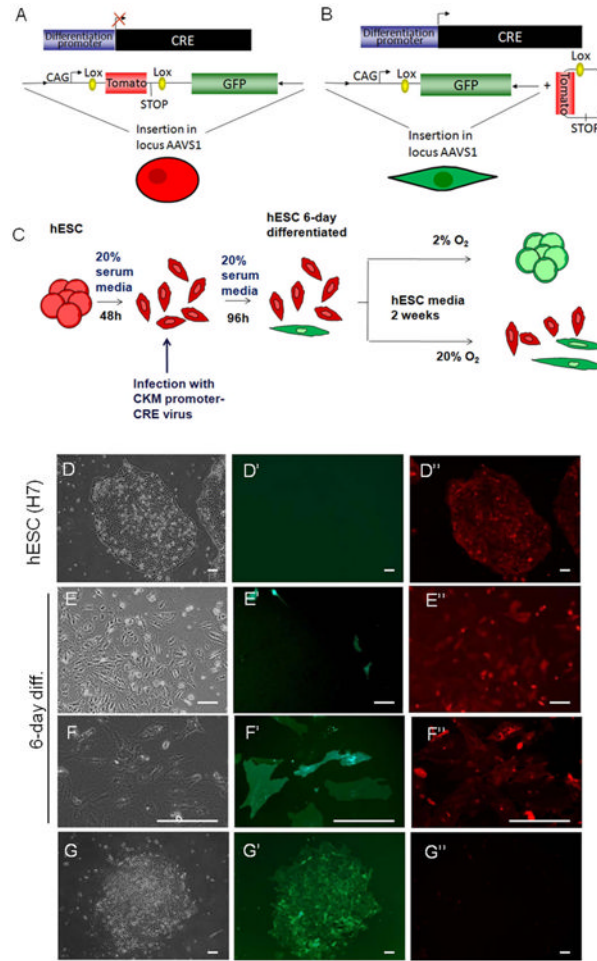 A
Differentiation promoter
CRE
CAG
Lox
Tomato
Lox
STOP
GFP
Insertion in
locus AAVS1
B
Differentiation promoter
CRE
CAG
Lox
GFP
+
Lox
Tomato
STOP
Insertion in
locus AAVS1
C
hESC
20%
serum
media
48h
Infection with
CKM promoter-
CRE virus
20%
serum
media
96h
hESC 6-day
differentiated
2% O2
hESC media
2 weeks
20% O2
hESC (H7)
D
D'
D"
6-day diff.
E
E'
E"
F
F'
F"
G
G'
G"